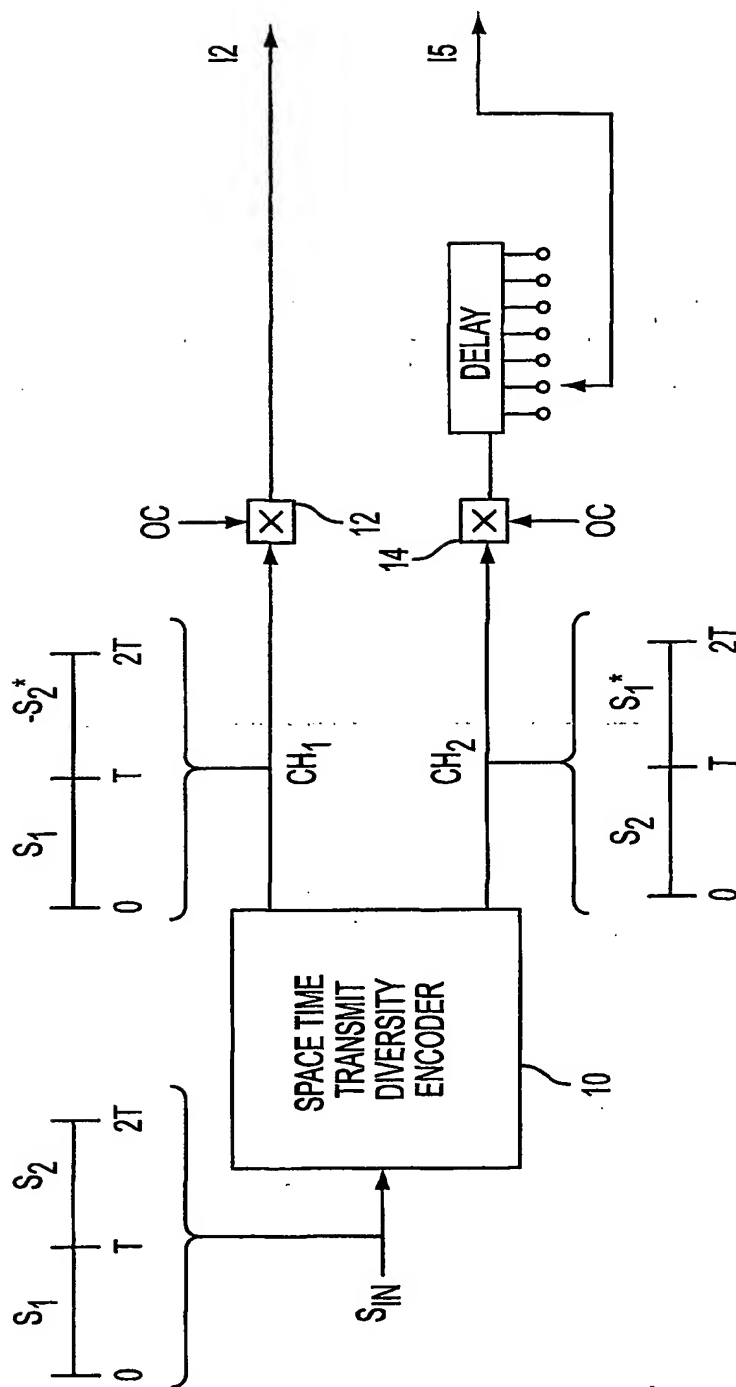 S1 S2
0 T 2T
SIN
SPACE TIME
TRANSMIT
DIVERSITY
ENCODER
10
S1 -S2*
0 T 2T
CH1
CH2
S2 S1*
0 T 2T
OC
X
12
14
X
OC
DELAY
I2
I5